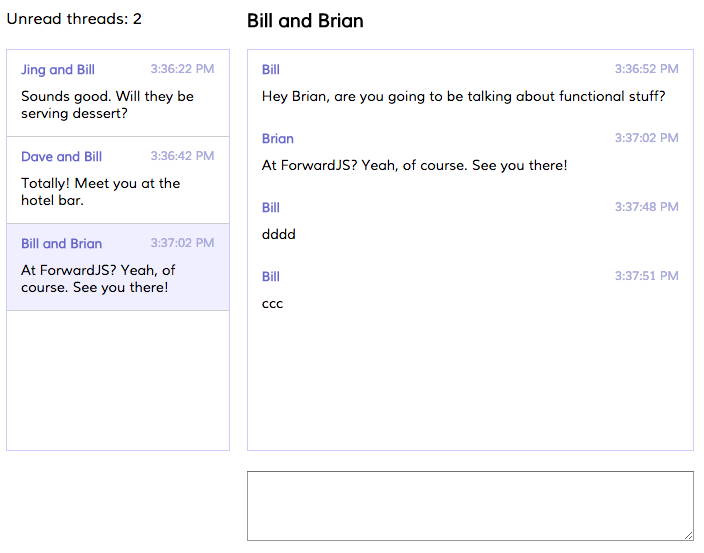 Unread threads: 2
Jing and Bill 3:36:22 PM
Sounds good. Will they be
serving dessert?
Dave and Bill 3:36:42 PM
Totally! Meet you at the
hotel bar.
Bill and Brian 3:37:02 PM
At ForwardJS? Yeah, of
course. See you there!
Bill and Brian
Bill 3:36:52 PM
Hey Brian, are you going to be talking about functional stuff?
Brian 3:37:02 PM
At ForwardJS? Yeah, of course. See you there!
Bill 3:37:48 PM
dddd
Bill 3:37:51 PM
ccc